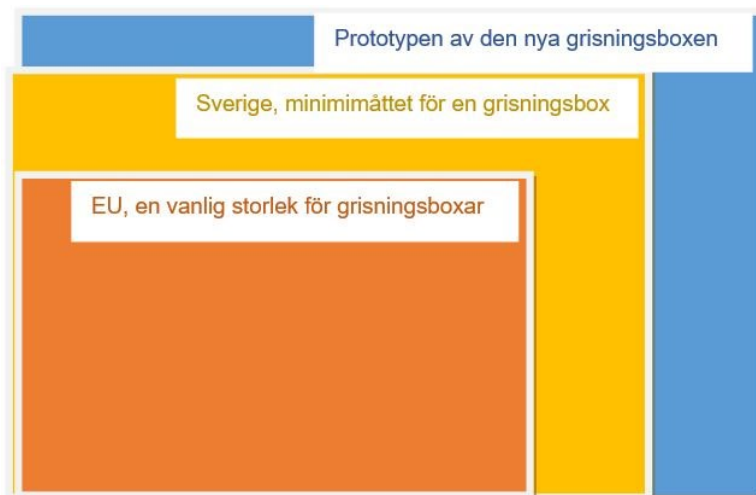 Prototypen av den nya grisningsboxen
Sverige, minimimåttet för en grisningsbox
EU, en vanlig storlek för grisningsboxar